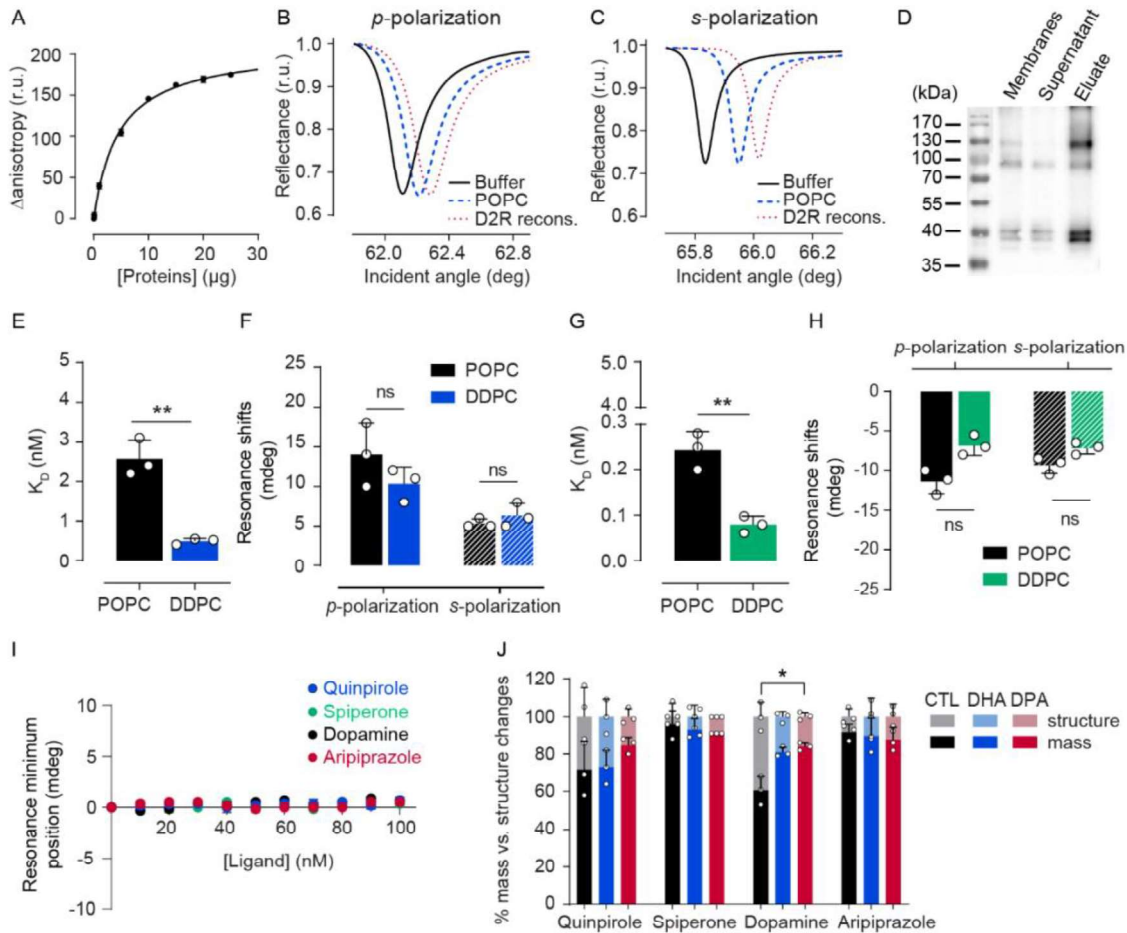 A
Δanisotropy (r.u.)
200
150
100
50
0
0 10 20 30
[Proteins] (µg)
B
p-polarization
Reflectance (r.u.)
1.0
0.9
0.8
0.7
0.6
Buffer
POPC
D2R recons.
62.0 62.4 62.8
Incident angle (deg)
C
s-polarization
Reflectance (r.u.)
1.0
0.9
0.8
0.7
0.6
Buffer
POPC
D2R recons.
65.8 66.0 66.2
Incident angle (deg)
D
Membranes
Supernatant
Eluate
(kDa)
170
130
100
70
55
40
35
E
K_D (nM)
5
4
3
2
1
0
**
POPC DDPC
F
Resonance shifts
(mdeg)
25
20
15
10
5
0
ns
ns
POPC
DDPC
p-polarization s-polarization
G
K_D (nM)
5.0
4.0
3.0
2.0
0.3
0.2
0.1
0.0
**
POPC DDPC
H
p-polarization s-polarization
Resonance shifts
(mdeg)
0
-5
-10
-15
-20
-25
ns
ns
POPC
DDPC
I
Resonance minimum
position (mdeg)
10
5
0
-5
-10
Quinpirole
Spiperone
Dopamine
Aripiprazole
20 40 60 80 100
[Ligand] (nM)
J
% mass vs. structure changes
120
100
80
60
40
20
0
*
CTL DHA DPA
structure
mass
Quinpirole Spiperone Dopamine Aripiprazole